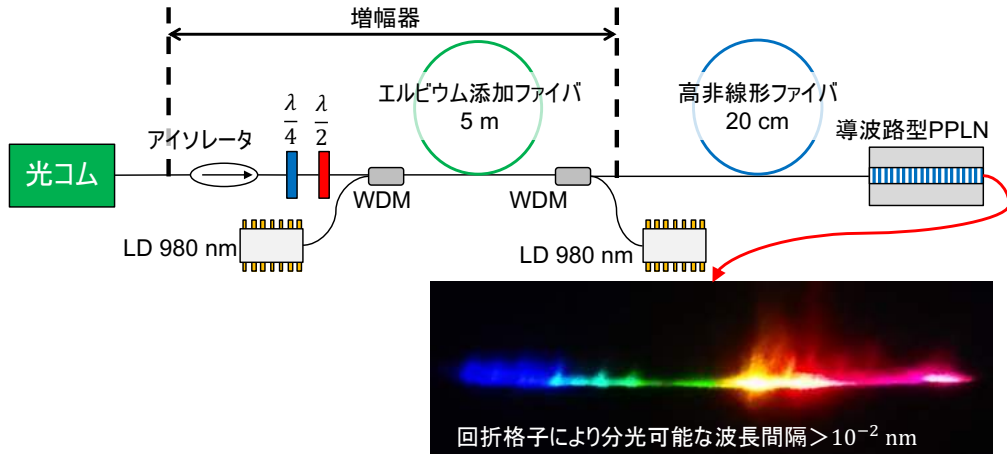 増幅器
エルビウム添加ファイバ
5 m
高非線形ファイバ
20 cm
導波路型PPLN
アイソレータ
λ/4
λ/2
光コム
WDM
WDM
LD 980 nm
LD 980 nm
回折格子により分光可能な波長間隔＞10⁻² nm